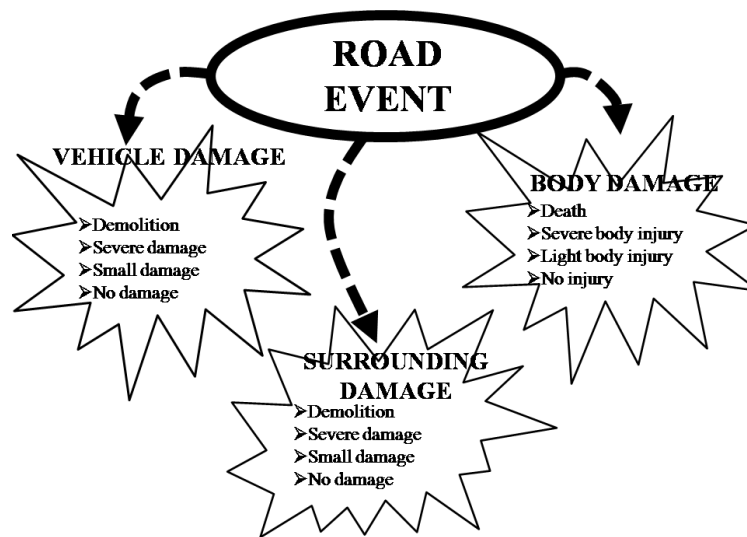 ROAD
EVENT
VEHICLE DAMAGE
➢Demolition
➢Severe damage
➢Small damage
➢No damage
BODY DAMAGE
➢Death
➢Severe body injury
➢Light body injury
➢No injury
SURROUNDING
DAMAGE
➢Demolition
➢Severe damage
➢Small damage
➢No damage